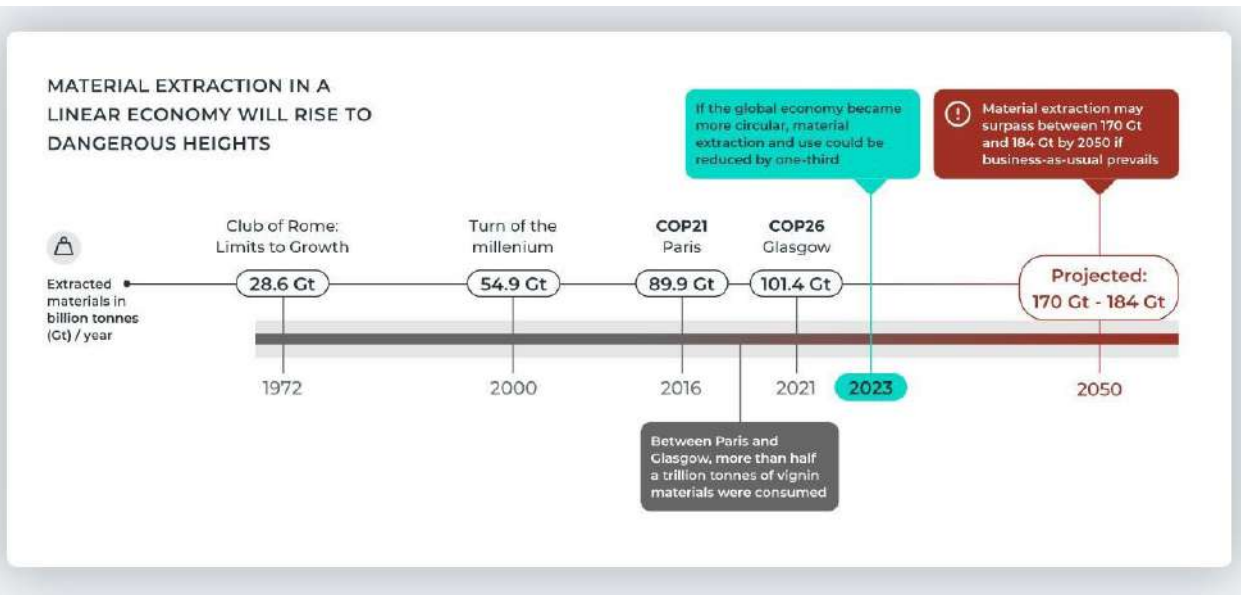 MATERIAL EXTRACTION IN A
LINEAR ECONOMY WILL RISE TO
DANGEROUS HEIGHTS
If the global economy became
more circular, material
extraction and use could be
reduced by one-third
Material extraction may
surpass between 170 Gt
and 184 Gt by 2050 if
business-as-usual prevails
Club of Rome:
Limits to Growth
Turn of the
millenium
COP21
Paris
COP26
Glasgow
Extracted
materials in
billion tonnes
(Gt) / year
28.6 Gt
54.9 Gt
89.9 Gt
101.4 Gt
Projected:
170 Gt - 184 Gt
1972
2000
2016
2021
2023
2050
Between Paris and
Glasgow, more than half
a trillion tonnes of vignin
materials were consumed